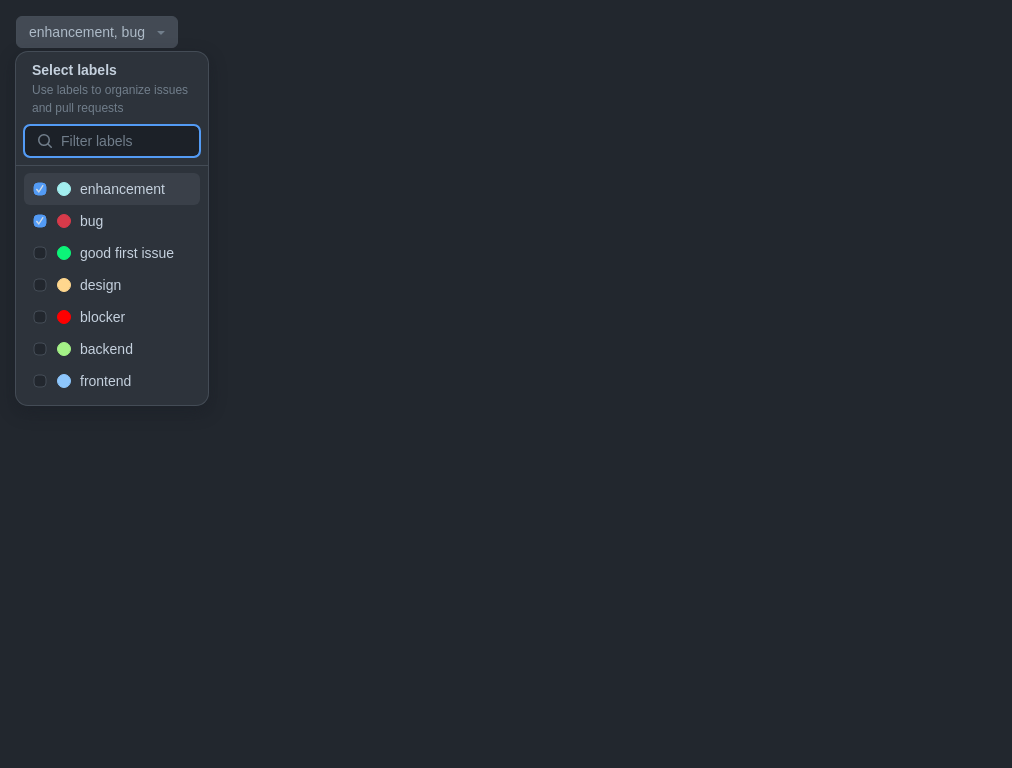 enhancement, bug
Select labels
Use labels to organize issues
and pull requests
Filter labels
enhancement
bug
good first issue
design
blocker
backend
frontend